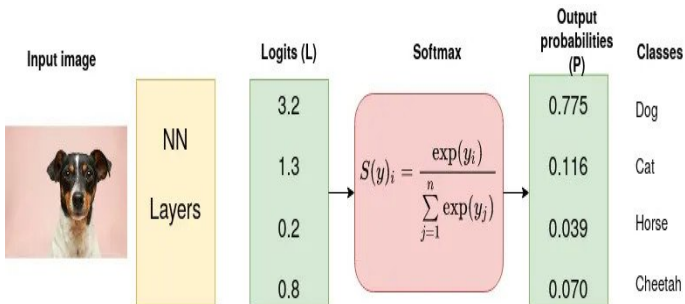 Input image
NN
Layers
Logits (L)
3.2
1.3
0.2
0.8
Softmax
S(y)_i = exp(y_i) / \sum_{j=1}^{n} exp(y_j)
Output
probabilities
(P)
0.775
0.116
0.039
0.070
Classes
Dog
Cat
Horse
Cheetah